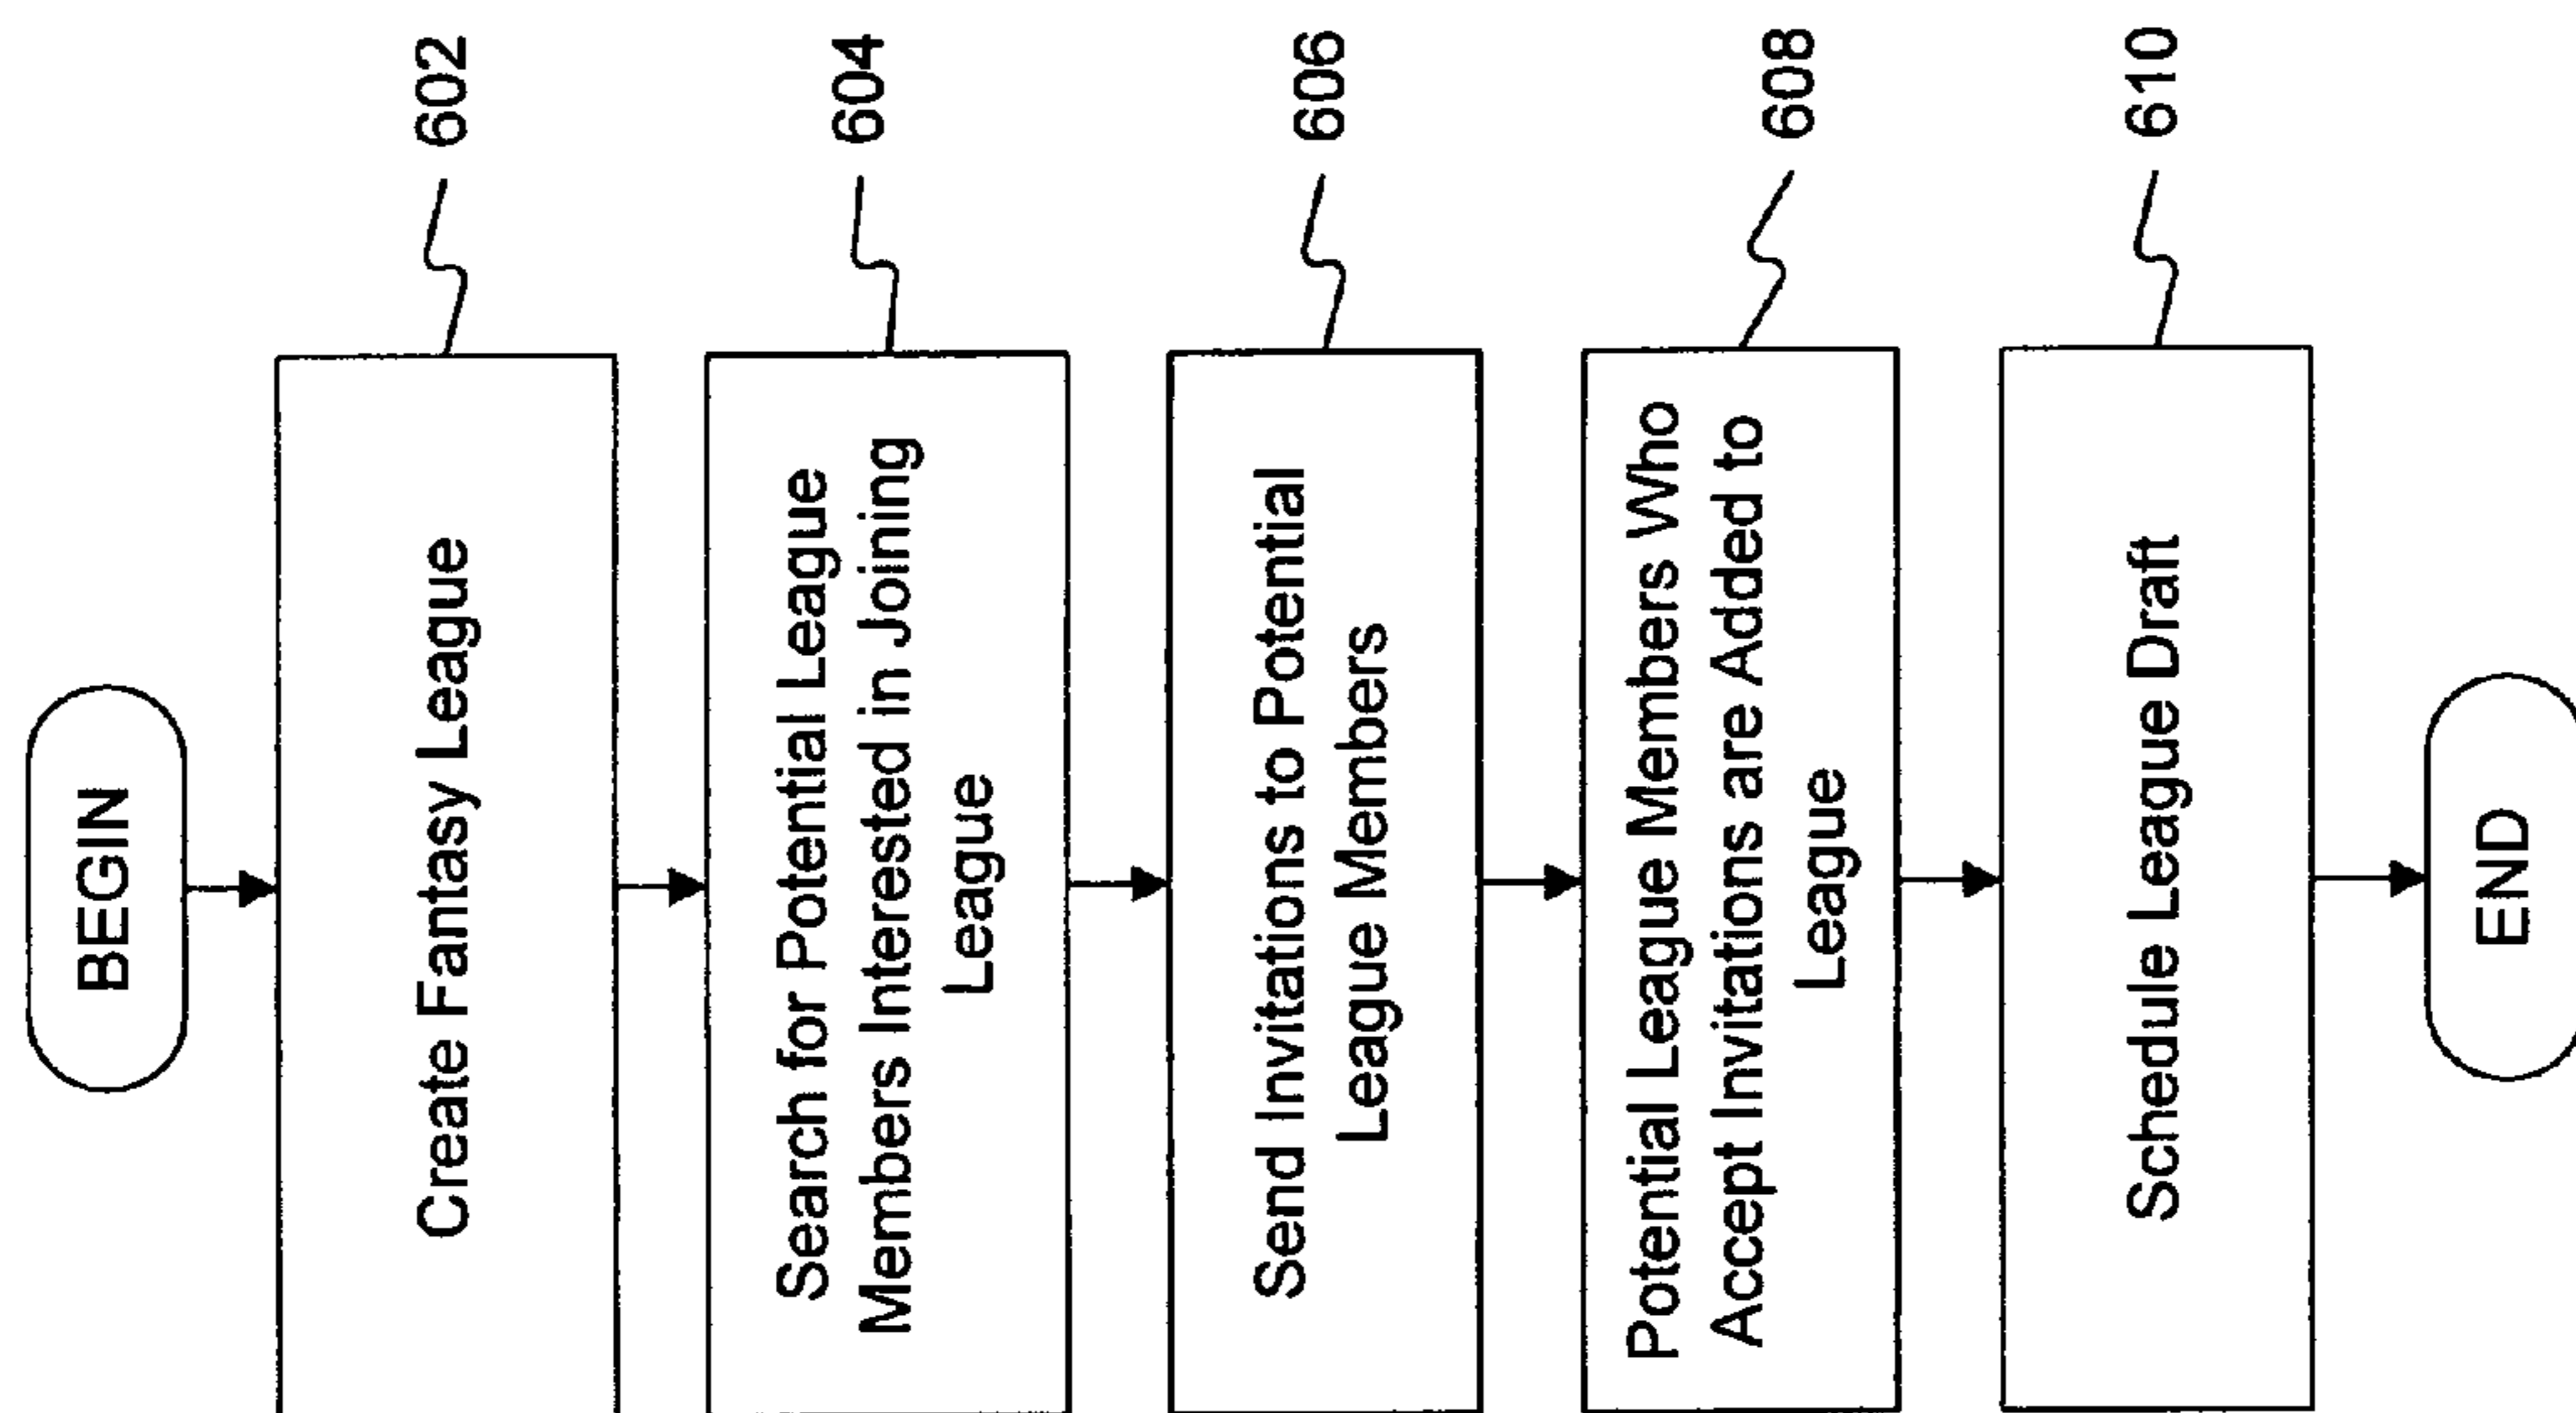 BEGIN
Create Fantasy League
602
Search for Potential League
Members Interested in Joining
League
604
Send Invitations to Potential
League Members
606
Potential League Members Who
Accept Invitations are Added to
League
608
Schedule League Draft
610
END